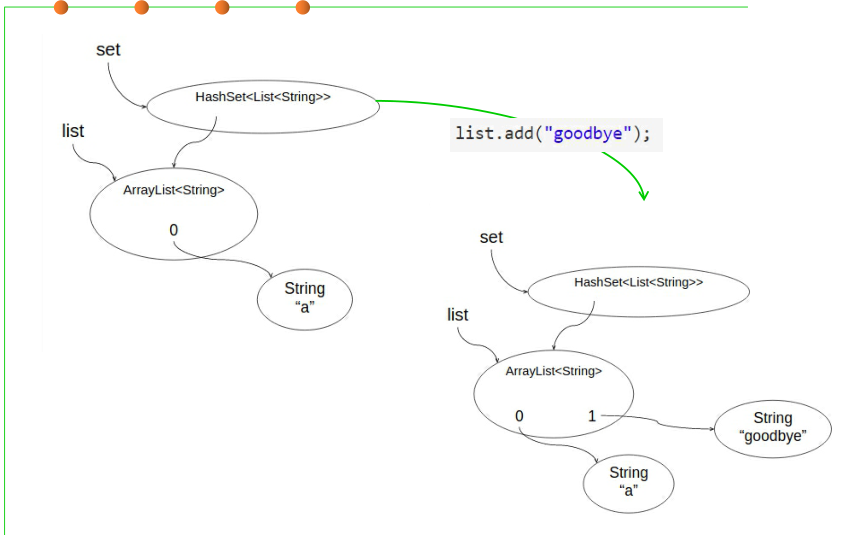 set
HashSet<List<String>>
list
ArrayList<String>
0
String
“a”
list.add("goodbye");
set
HashSet<List<String>>
list
ArrayList<String>
0 1
String
“goodbye”
String
“a”